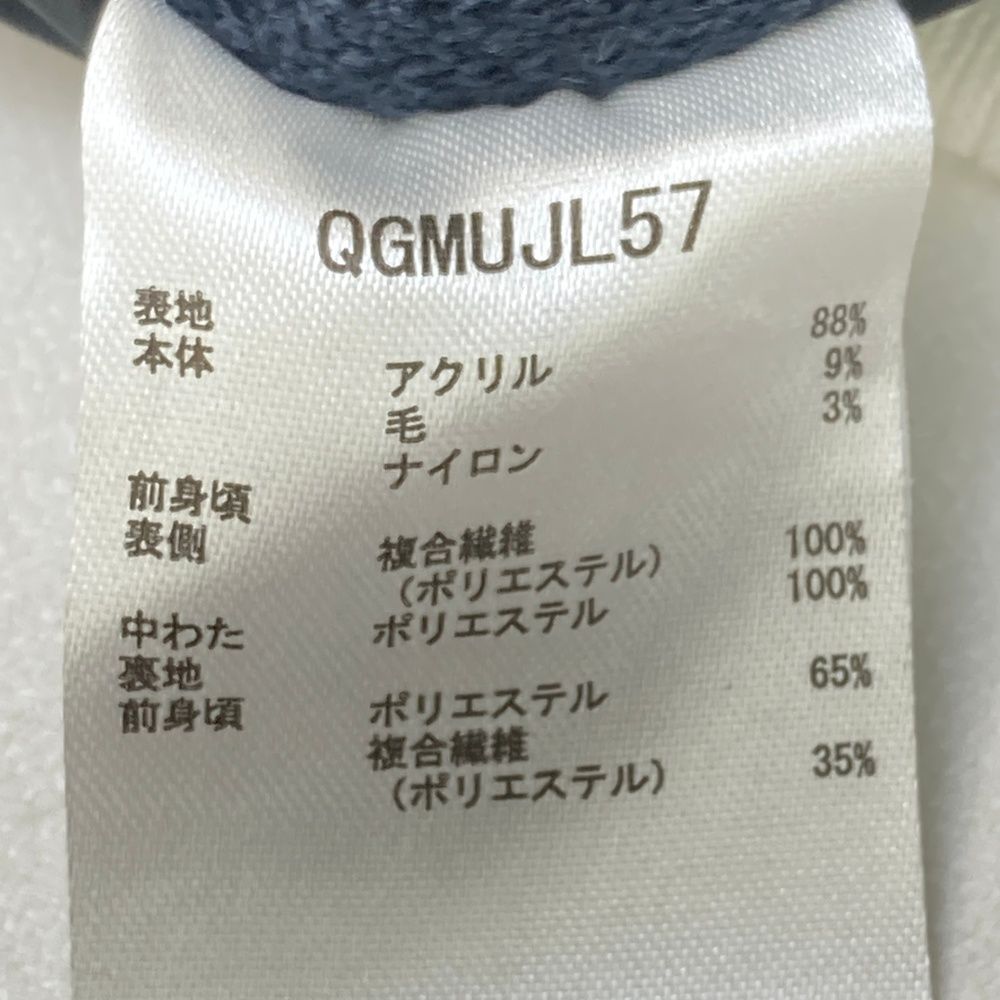 QGMUJL57
表地
本体 アクリル 88%
毛 9%
ナイロン 3%
前身頃
表側 複合繊維
(ポリエステル) 100%
中わた ポリエステル 100%
裏地
前身頃 ポリエステル 65%
複合繊維
(ポリエステル) 35%